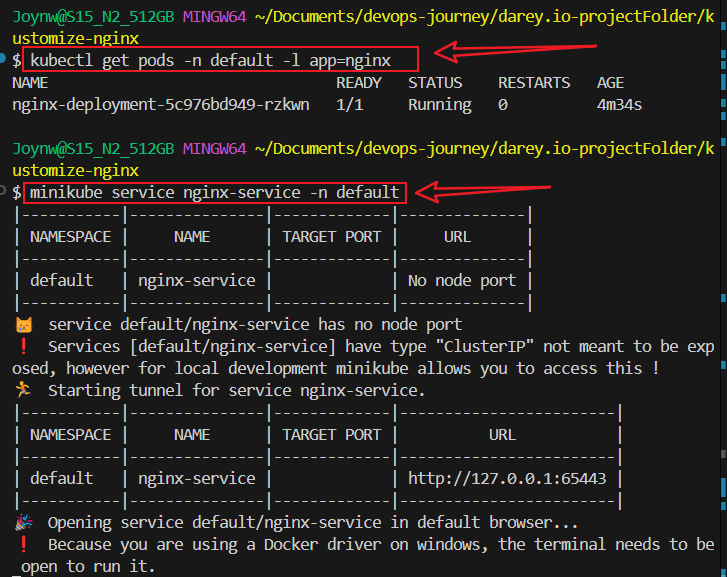 Joynw@S15_N2_512GB MINGW64 ~/Documents/devops-journey/darey.io-projectFolder/k
ustomize-nginx
$ kubectl get pods -n default -l app=nginx
NAME READY STATUS RESTARTS AGE
nginx-deployment-5c976bd949-rzkwn 1/1 Running 0 4m34s
Joynw@S15_N2_512GB MINGW64 ~/Documents/devops-journey/darey.io-projectFolder/k
ustomize-nginx
$ minikube service nginx-service -n default
|-----------|---------------|-------------|--------------|
| NAMESPACE | NAME | TARGET PORT | URL |
|-----------|---------------|-------------|--------------|
| default | nginx-service | | No node port |
|-----------|---------------|-------------|--------------|
😿 service default/nginx-service has no node port
❗ Services [default/nginx-service] have type "ClusterIP" not meant to be exp
osed, however for local development minikube allows you to access this !
🏃 Starting tunnel for service nginx-service.
|-----------|---------------|-------------|------------------------|
| NAMESPACE | NAME | TARGET PORT | URL |
|-----------|---------------|-------------|------------------------|
| default | nginx-service | | http://127.0.0.1:65443 |
|-----------|---------------|-------------|------------------------|
🎉 Opening service default/nginx-service in default browser...
❗ Because you are using a Docker driver on windows, the terminal needs to be
open to run it.